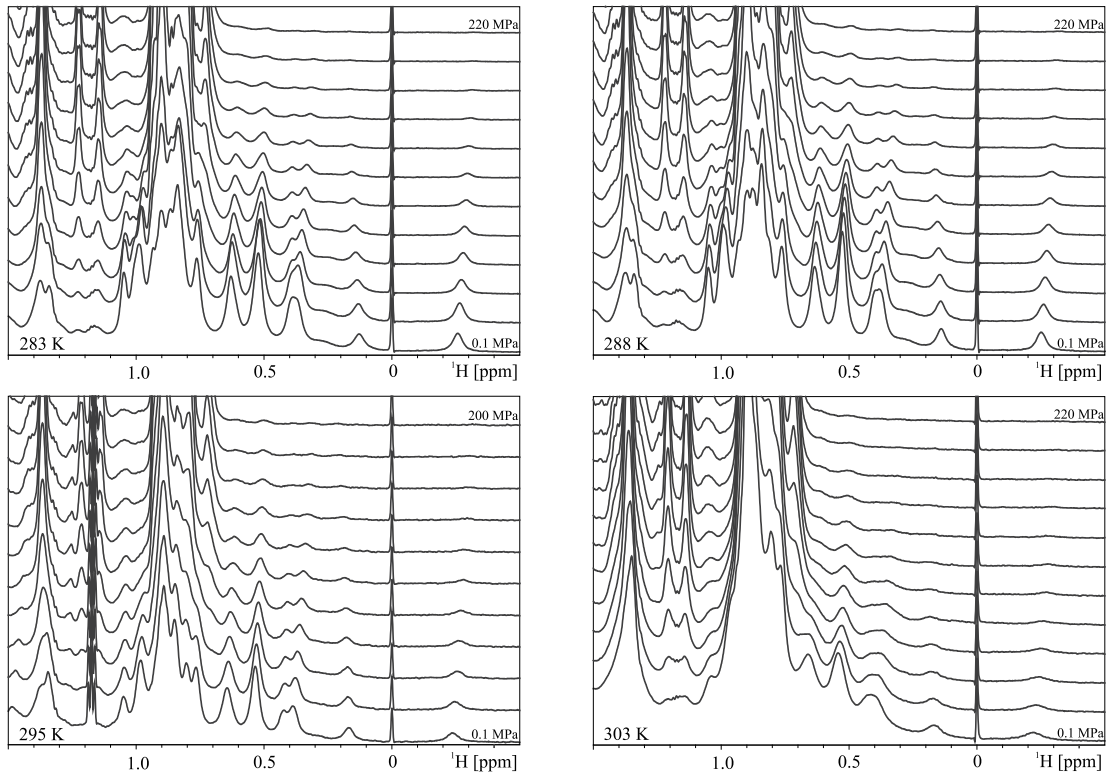 220 MPa
283 K
0.1 MPa
1.0
0.5
0
¹H [ppm]
220 MPa
288 K
0.1 MPa
1.0
0.5
0
¹H [ppm]
200 MPa
295 K
0.1 MPa
1.0
0.5
0
¹H [ppm]
220 MPa
303 K
0.1 MPa
1.0
0.5
0
¹H [ppm]